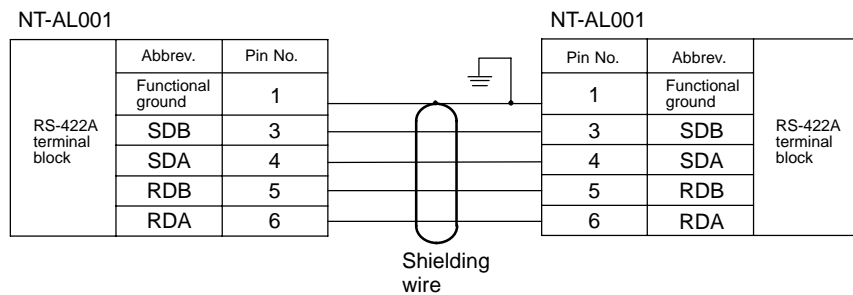 NT-AL001 NT-AL001
Abbrev. Pin No. Pin No. Abbrev.
Functional
ground 1 1 Functional
ground
RS-422A
terminal
block
SDB 3 3 SDB
SDA 4 4 SDA
RDB 5 5 RDB
RDA 6 6 RDA
RS-422A
terminal
block
Shielding
wire